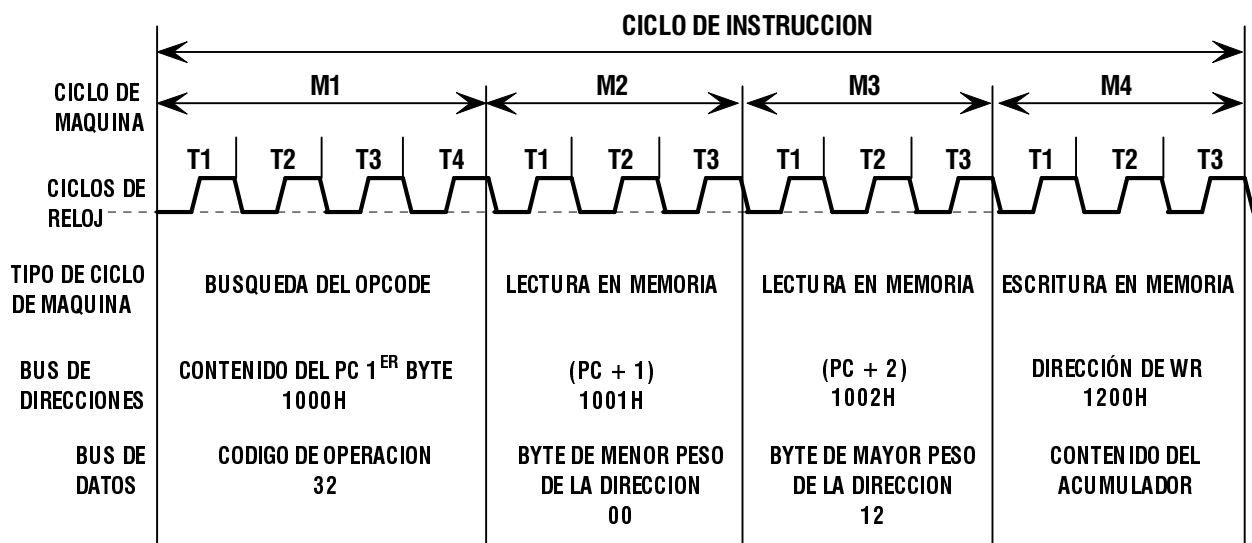 CICLO DE INSTRUCCION
CICLO DE
MAQUINA
M1
M2
M3
M4
CICLOS DE
RELOJ
T1 T2 T3 T4 T1 T2 T3 T1 T2 T3 T1 T2 T3
TIPO DE CICLO
DE MAQUINA
BUSQUEDA DEL OPCODE
LECTURA EN MEMORIA
LECTURA EN MEMORIA
ESCRITURA EN MEMORIA
BUS DE
DIRECCIONES
CONTENIDO DEL PC 1ER BYTE
1000H
(PC + 1)
1001H
(PC + 2)
1002H
DIRECCIÓN DE WR
1200H
BUS DE
DATOS
CODIGO DE OPERACION
32
BYTE DE MENOR PESO
DE LA DIRECCION
00
BYTE DE MAYOR PESO
DE LA DIRECCION
12
CONTENIDO DEL
ACUMULADOR